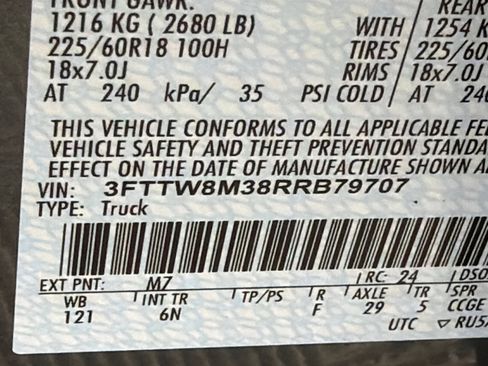 FRONT GAWR: REAR
1216 KG ( 2680 LB) WITH 1254 K
225/60R18 100H TIRES 225/60
18x7.0J RIMS 18x7.0J
AT 240 kPa/ 35 PSI COLD AT 240
THIS VEHICLE CONFORMS TO ALL APPLICABLE FE
VEHICLE SAFETY AND THEFT PREVENTION STANDA
EFFECT ON THE DATE OF MANUFACTURE SHOWN A
VIN: 3FTTW8M38RRB79707
TYPE: Truck
EXT PNT: M7 RC: 24 DSO
WB INT TR TP/PS R AXLE TR SPR
121 6N F 29 5 CCGE
UTC ▽ RU5